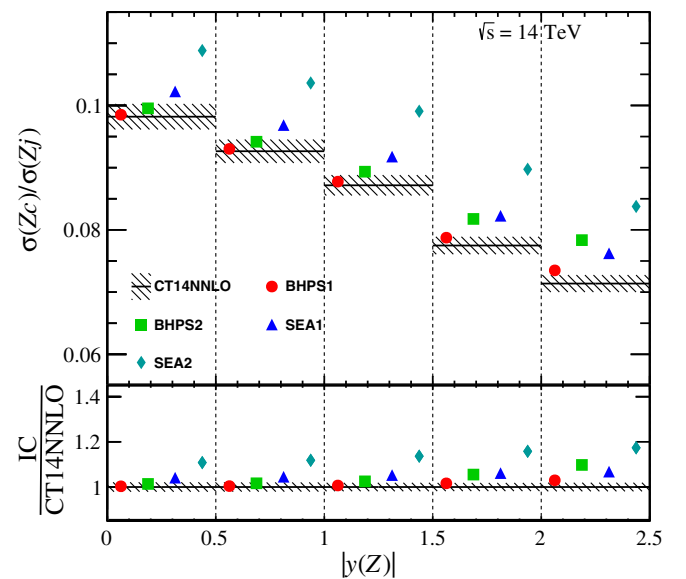 √s = 14 TeV
σ(Zc)/σ(Zj)
0.1
0.08
0.06
CT14NNLO
BHPS1
BHPS2
SEA1
SEA2
IC
CT14NNLO
1.4
1.2
1
0 0.5 1 1.5 2 2.5
|y(Z)|